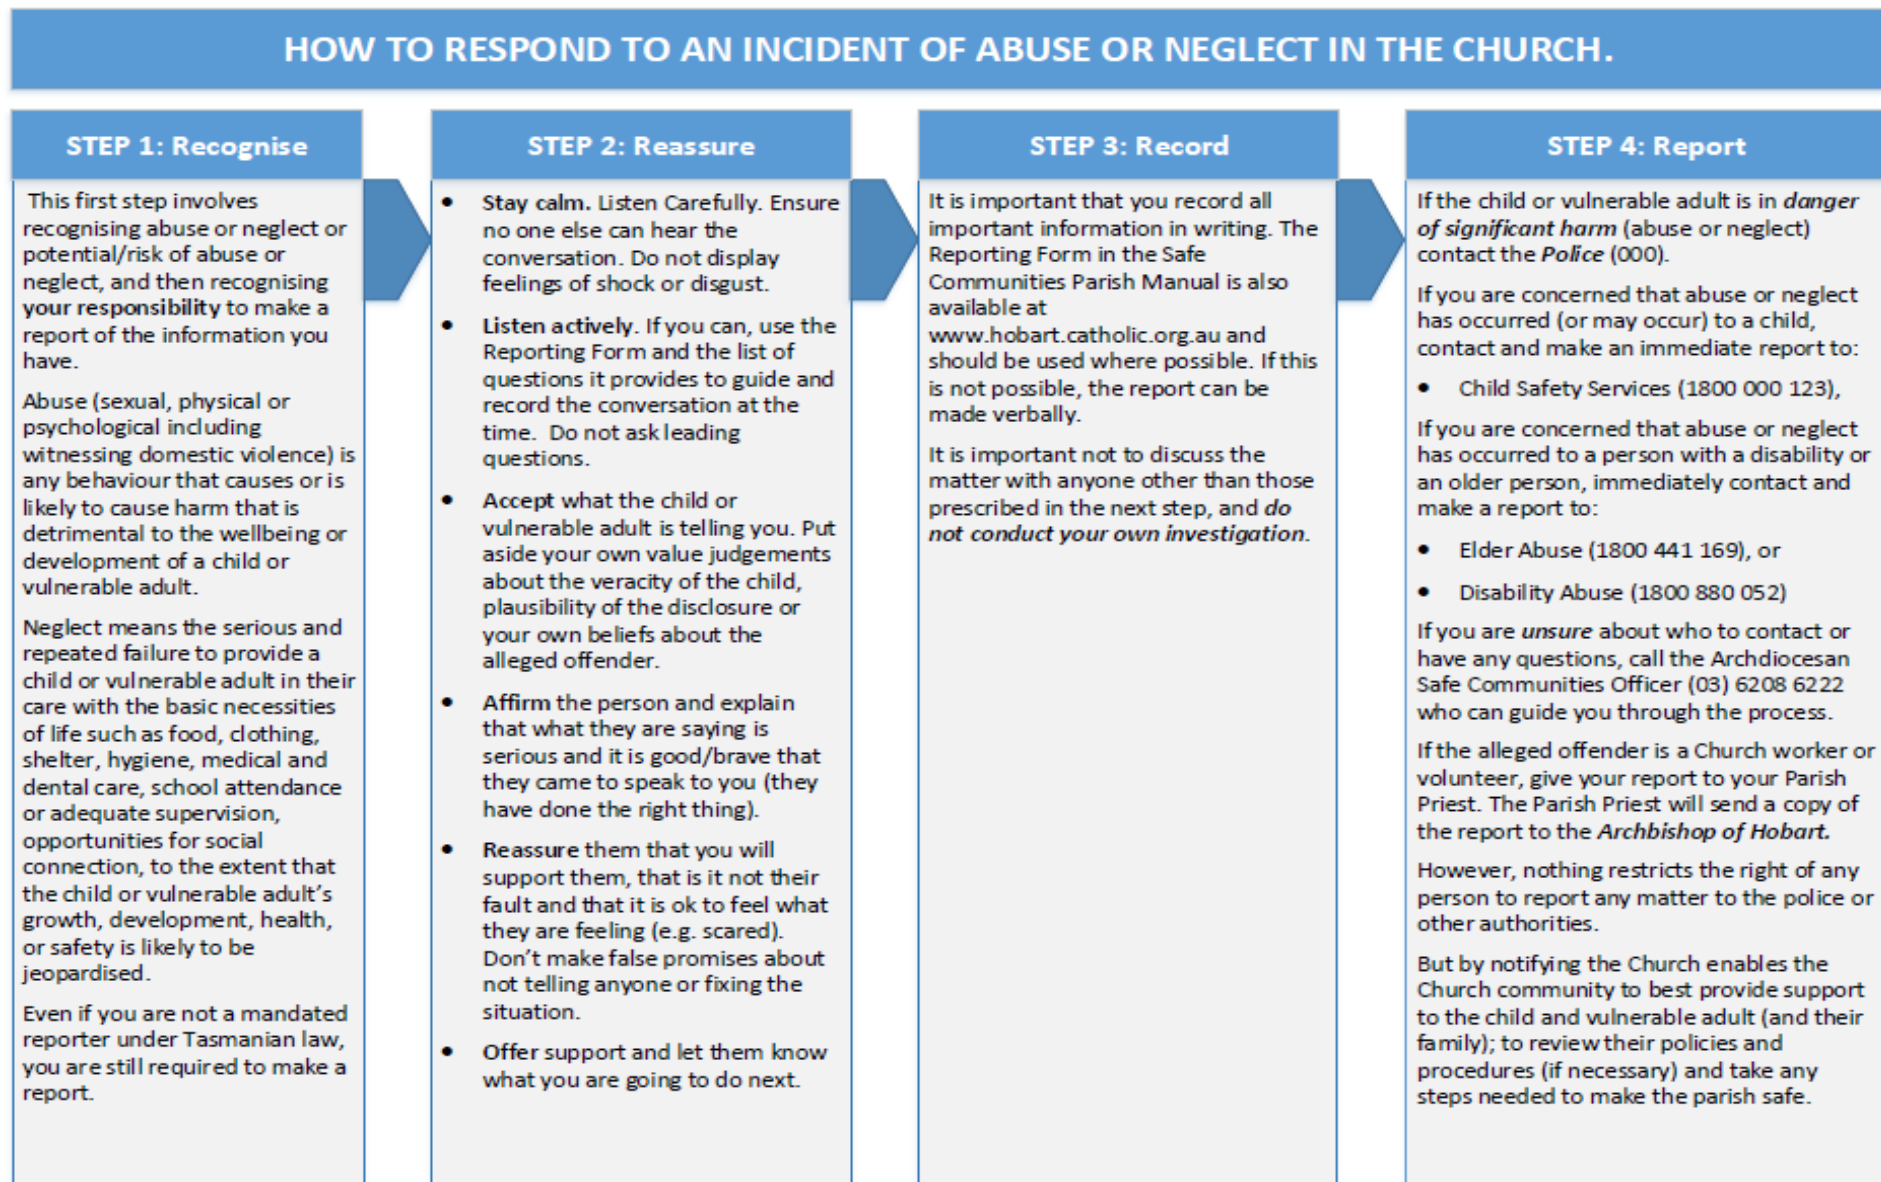 HOW TO RESPOND TO AN INCIDENT OF ABUSE OR NEGLECT IN THE CHURCH.
STEP 1: Recognise
This first step involves
recognising abuse or neglect or
potential/risk of abuse or
neglect, and then recognising
your responsibility to make a
report of the information you
have.
Abuse (sexual, physical or
psychological including
witnessing domestic violence) is
any behaviour that causes or is
likely to cause harm that is
detrimental to the wellbeing or
development of a child or
vulnerable adult.
Neglect means the serious and
repeated failure to provide a
child or vulnerable adult in their
care with the basic necessities
of life such as food, clothing,
shelter, hygiene, medical and
dental care, school attendance
or adequate supervision,
opportunities for social
connection, to the extent that
the child or vulnerable adult's
growth, development, health,
or safety is likely to be
jeopardised.
Even if you are not a mandated
reporter under Tasmanian law,
you are still required to make a
report.
STEP 2: Reassure
• Stay calm. Listen Carefully. Ensure
no one else can hear the
conversation. Do not display
feelings of shock or disgust.
• Listen actively. If you can, use the
Reporting Form and the list of
questions it provides to guide and
record the conversation at the
time. Do not ask leading
questions.
• Accept what the child or
vulnerable adult is telling you. Put
aside your own value judgements
about the veracity of the child,
plausibility of the disclosure or
your own beliefs about the
alleged offender.
• Affirm the person and explain
that what they are saying is
serious and it is good/brave that
they came to speak to you (they
have done the right thing).
• Reassure them that you will
support them, that is it not their
fault and that it is ok to feel what
they are feeling (e.g. scared).
Don't make false promises about
not telling anyone or fixing the
situation.
• Offer support and let them know
what you are going to do next.
STEP 3: Record
It is important that you record all
important information in writing. The
Reporting Form in the Safe
Communities Parish Manual is also
available at
www.hobart.catholic.org.au and
should be used where possible. If this
is not possible, the report can be
made verbally.
It is important not to discuss the
matter with anyone other than those
prescribed in the next step, and do
not conduct your own investigation.
STEP 4: Report
If the child or vulnerable adult is in danger
of significant harm (abuse or neglect)
contact the Police (000).
If you are concerned that abuse or neglect
has occurred (or may occur) to a child,
contact and make an immediate report to:
• Child Safety Services (1800 000 123),
If you are concerned that abuse or neglect
has occurred to a person with a disability or
an older person, immediately contact and
make a report to:
• Elder Abuse (1800 441 169), or
• Disability Abuse (1800 880 052)
If you are unsure about who to contact or
have any questions, call the Archdiocesan
Safe Communities Officer (03) 6208 6222
who can guide you through the process.
If the alleged offender is a Church worker or
volunteer, give your report to your Parish
Priest. The Parish Priest will send a copy of
the report to the Archbishop of Hobart.
However, nothing restricts the right of any
person to report any matter to the police or
other authorities.
But by notifying the Church enables the
Church community to best provide support
to the child and vulnerable adult (and their
family); to review their policies and
procedures (if necessary) and take any
steps needed to make the parish safe.